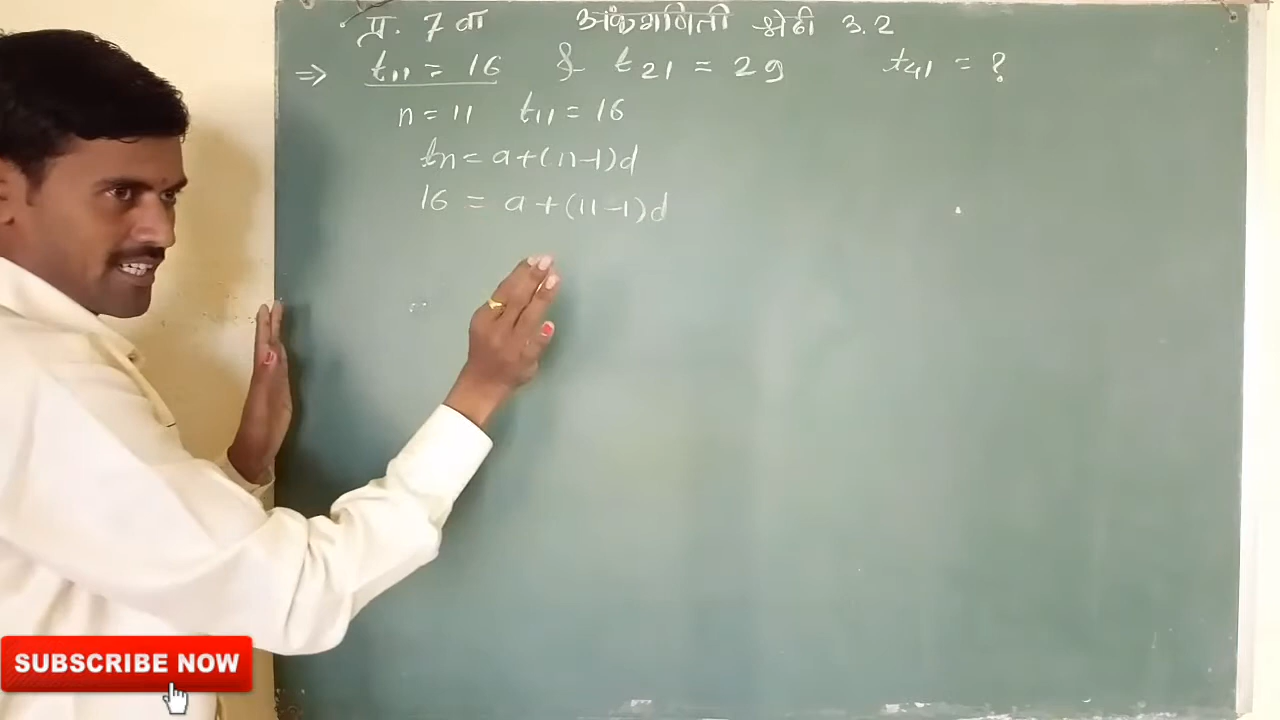 प्र. 7 वा अंकगणिती श्रेढी 3.2
⇒ t₁₁ = 16 & t₂₁ = 29 t₄₁ = ?
n = 11 t₁₁ = 16
tn = a+(n-1)d
16 = a+(11-1)d
SUBSCRIBE NOW